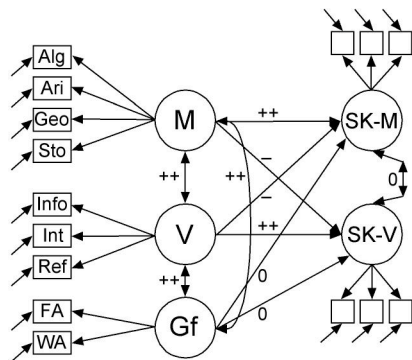 Alg
Ari
Geo
Sto
M
++
SK-M
–
++
++
0
–
Info
Int
Ref
V
++
SK-V
++
0
FA
WA
Gf
0